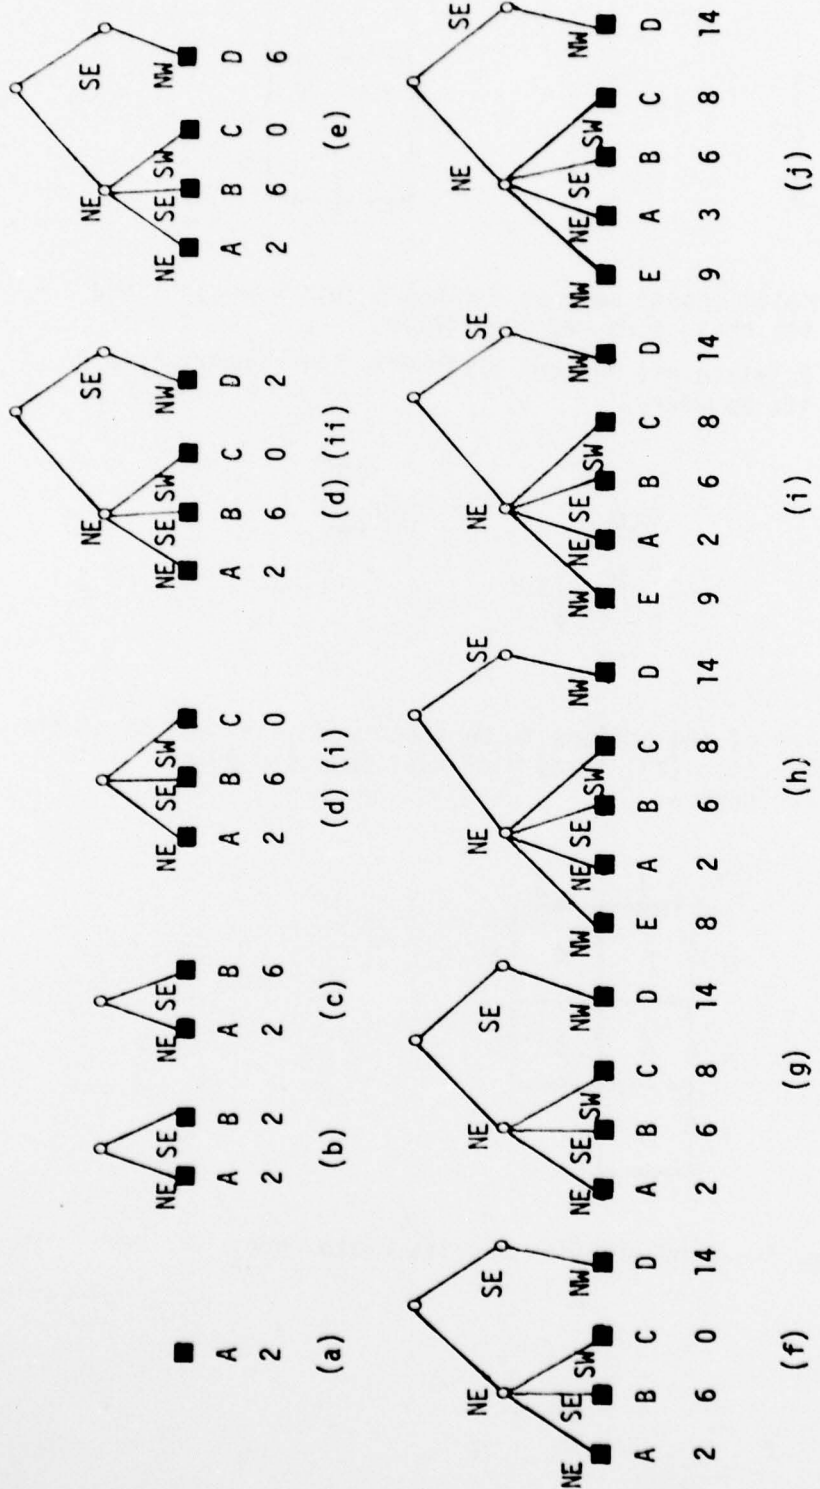 NE SE NE SE
NE SE NE SE NE SE SW NE SE SW NW NE SE SW NW
A A B A B A B C A B C D A B C D
2 2 2 2 6 2 6 0 2 6 0 2 2 6 0 6
(a) (b) (c) (d) (i) (d) (ii) (e)
NE SE NE SE NE SE NE SE NE SE
NE SE SW NW NE SE SW NW NW NE SE SW NW NW NE SE SW NW NW NE SE SW NW
A B C D A B C D E A B C D E A B C D E A B C D
2 6 0 14 2 6 8 14 8 2 6 8 14 9 2 6 8 14 9 3 6 8 14
(f) (g) (h) (i) (j)